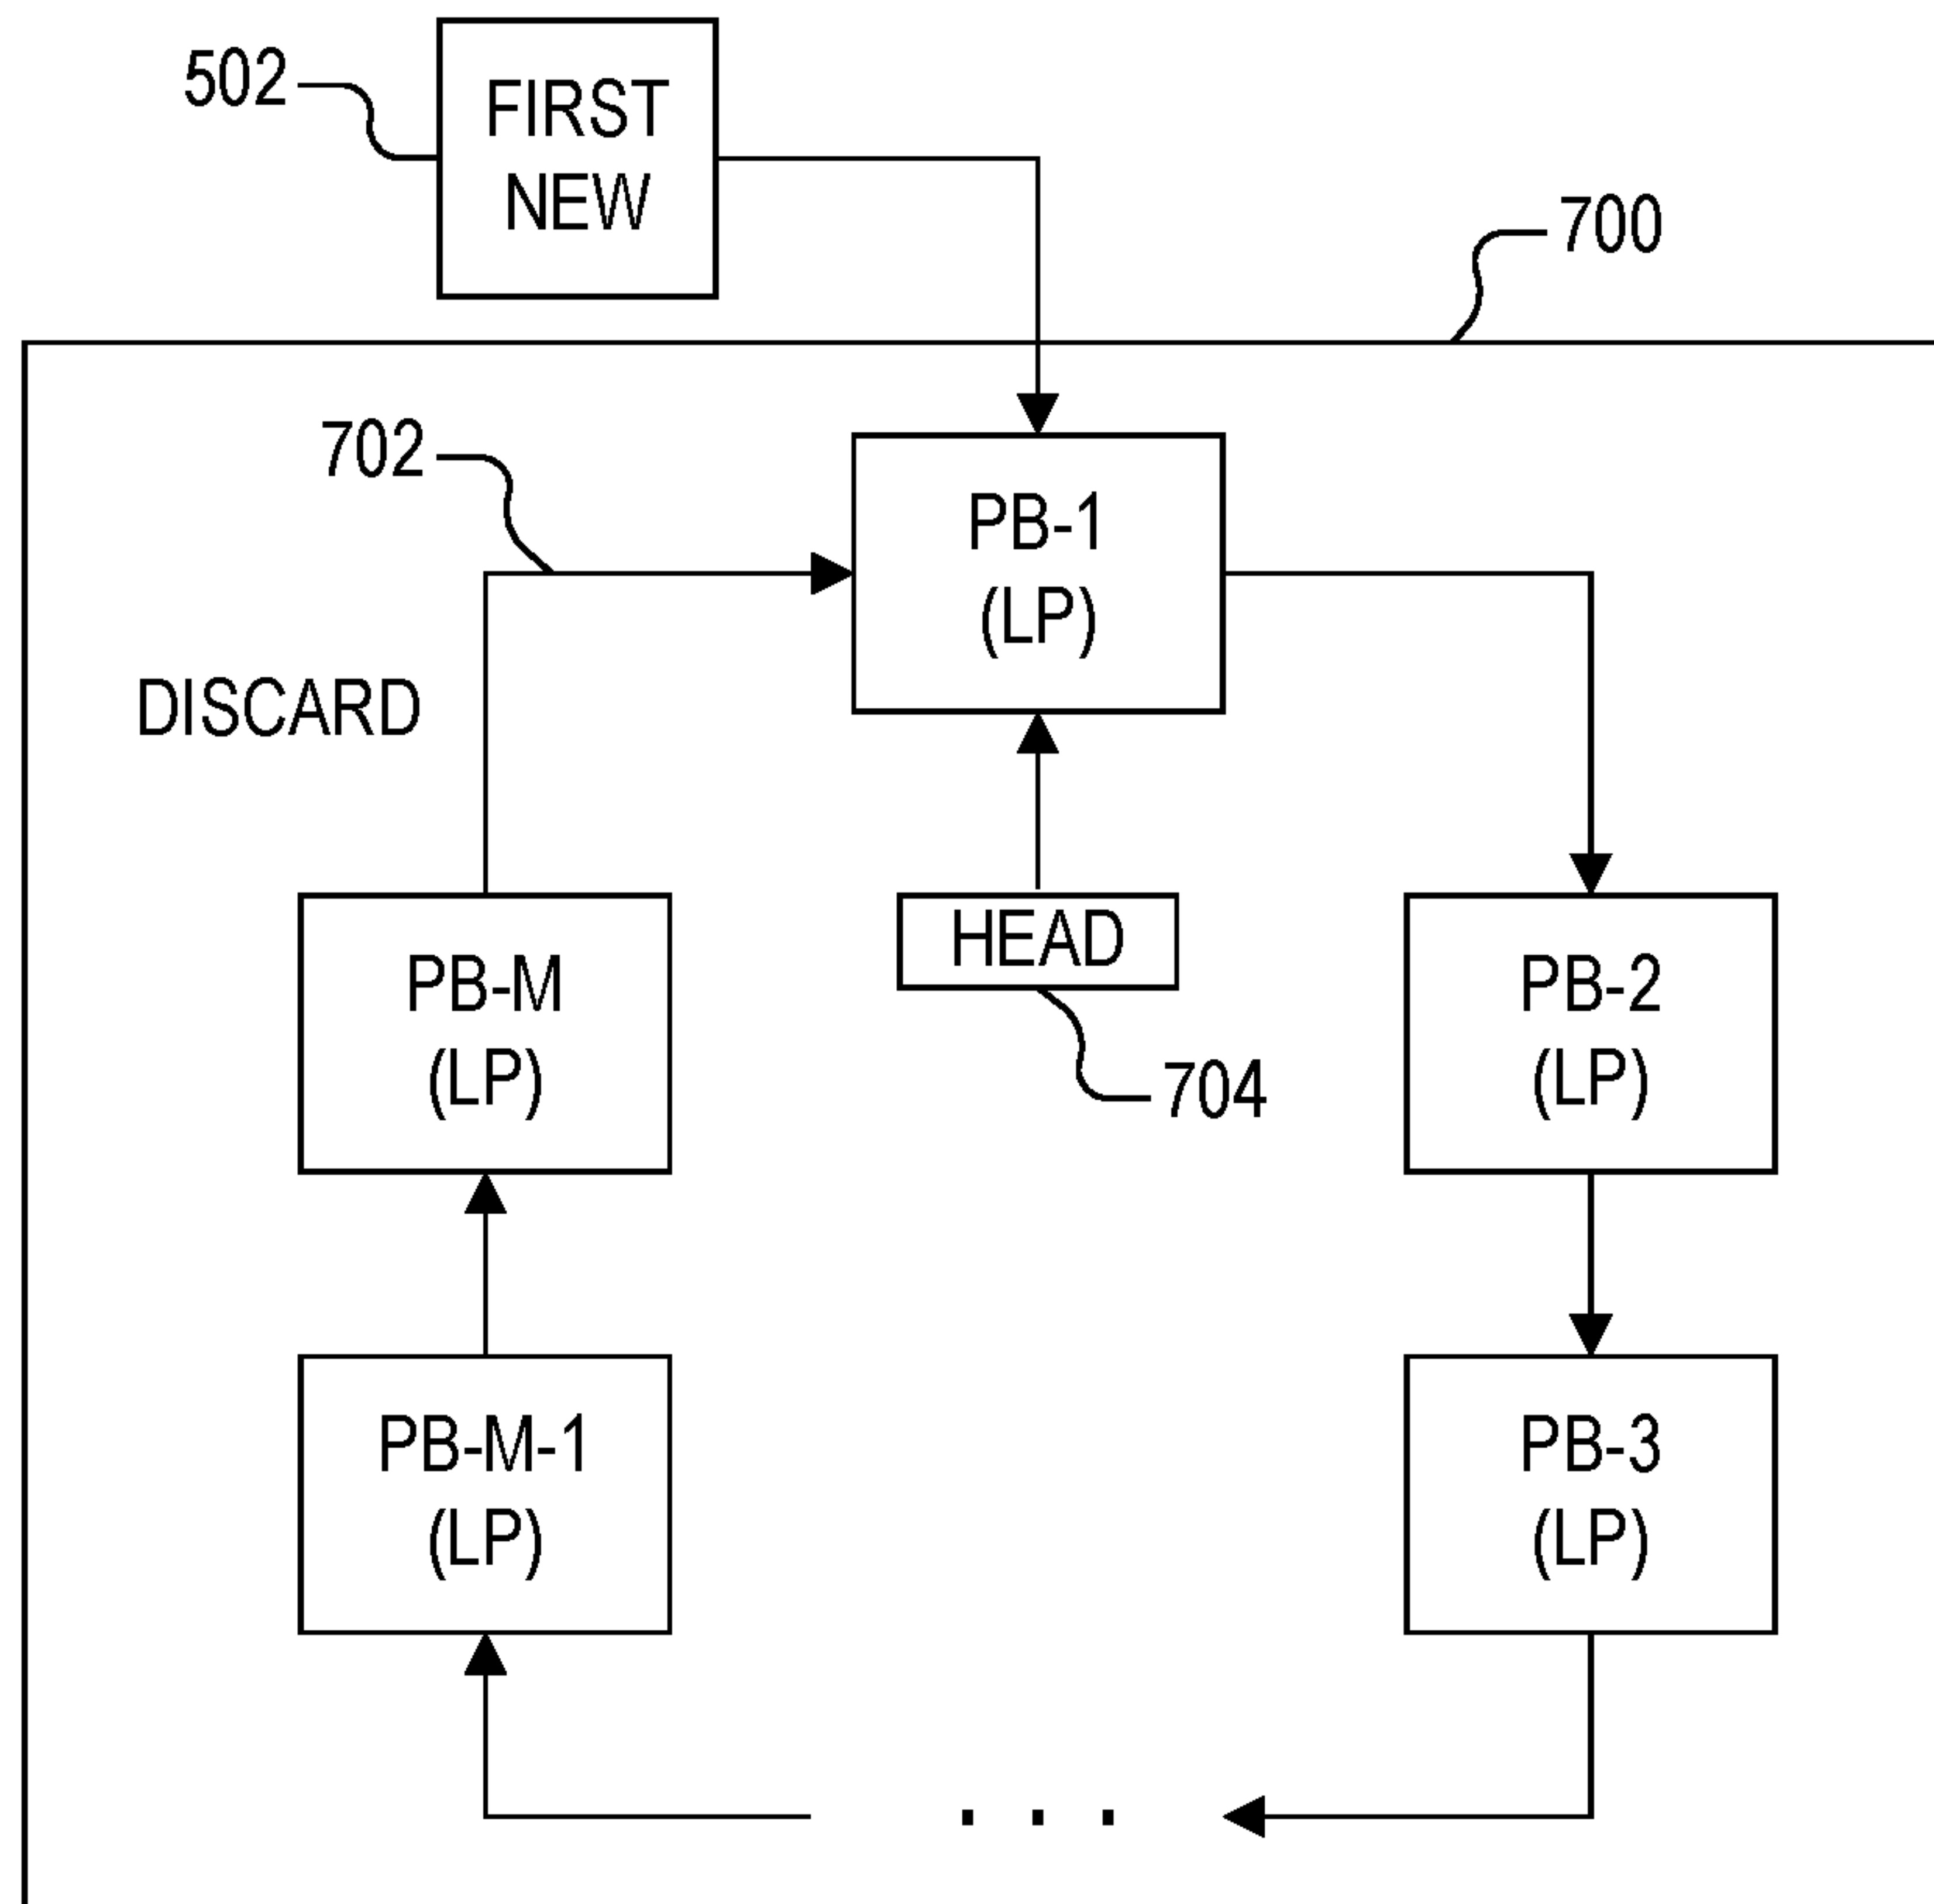 502
FIRST
NEW
700
702
PB-1
(LP)
DISCARD
PB-M
(LP)
HEAD
PB-2
(LP)
704
PB-M-1
(LP)
PB-3
(LP)
. . .